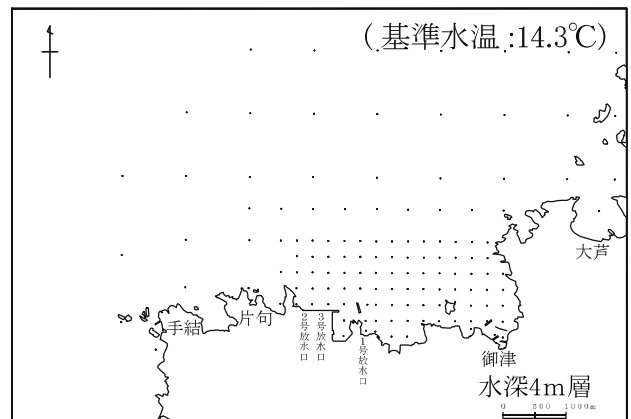 （基準水温:14.3℃）
大芦
手結
片句
2号放水口
3号放水口
1号放水口
御津
水深4m層
0 500 1000m